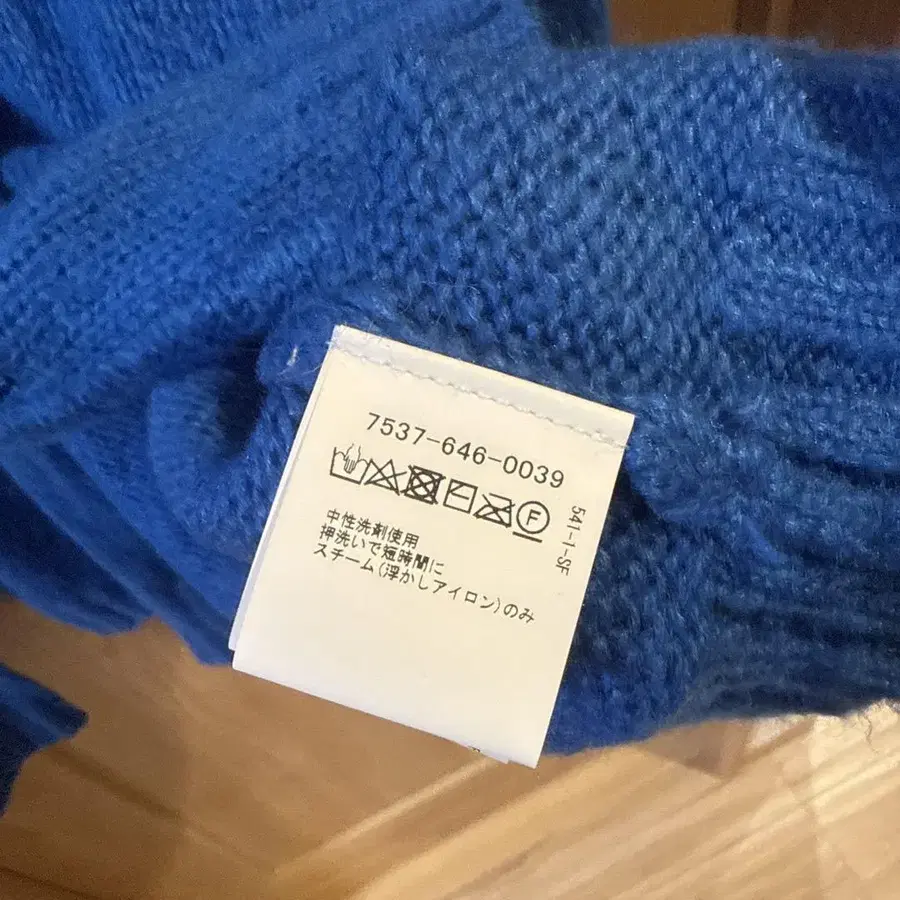 7537-646-0039
F
541-1-SF
中性洗剤使用
押洗いで短時間に
スチーム(浮かしアイロン)のみ